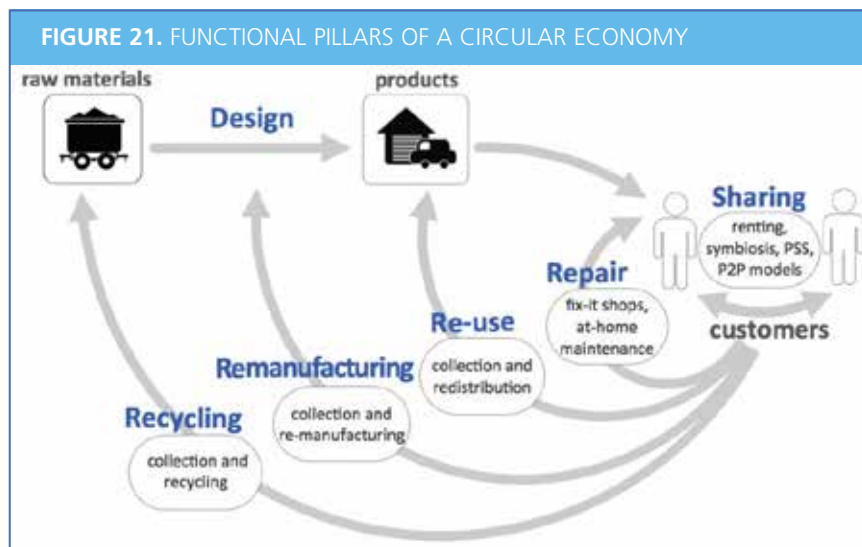 FIGURE 21. FUNCTIONAL PILLARS OF A CIRCULAR ECONOMY
raw materials
products
Design
Sharing
renting,
symbiosis, PSS,
P2P models
customers
Repair
fix-it shops,
at-home
maintenance
Re-use
collection and
redistribution
Remanufacturing
collection and
re-manufacturing
Recycling
collection and
recycling